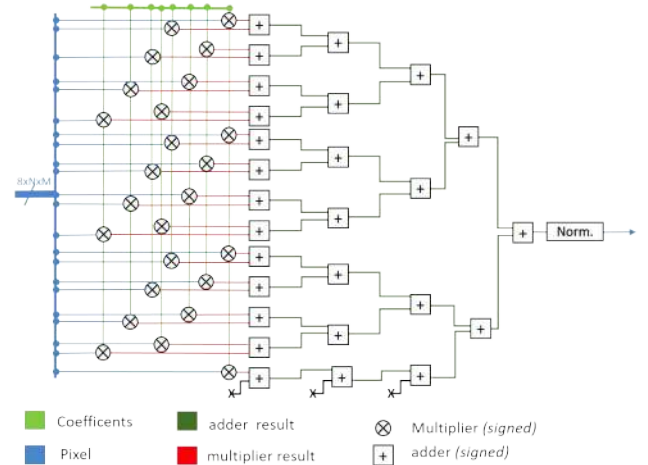 8xNxM
Norm.
Coefficents
adder result
Multiplier (signed)
Pixel
multiplier result
adder (signed)